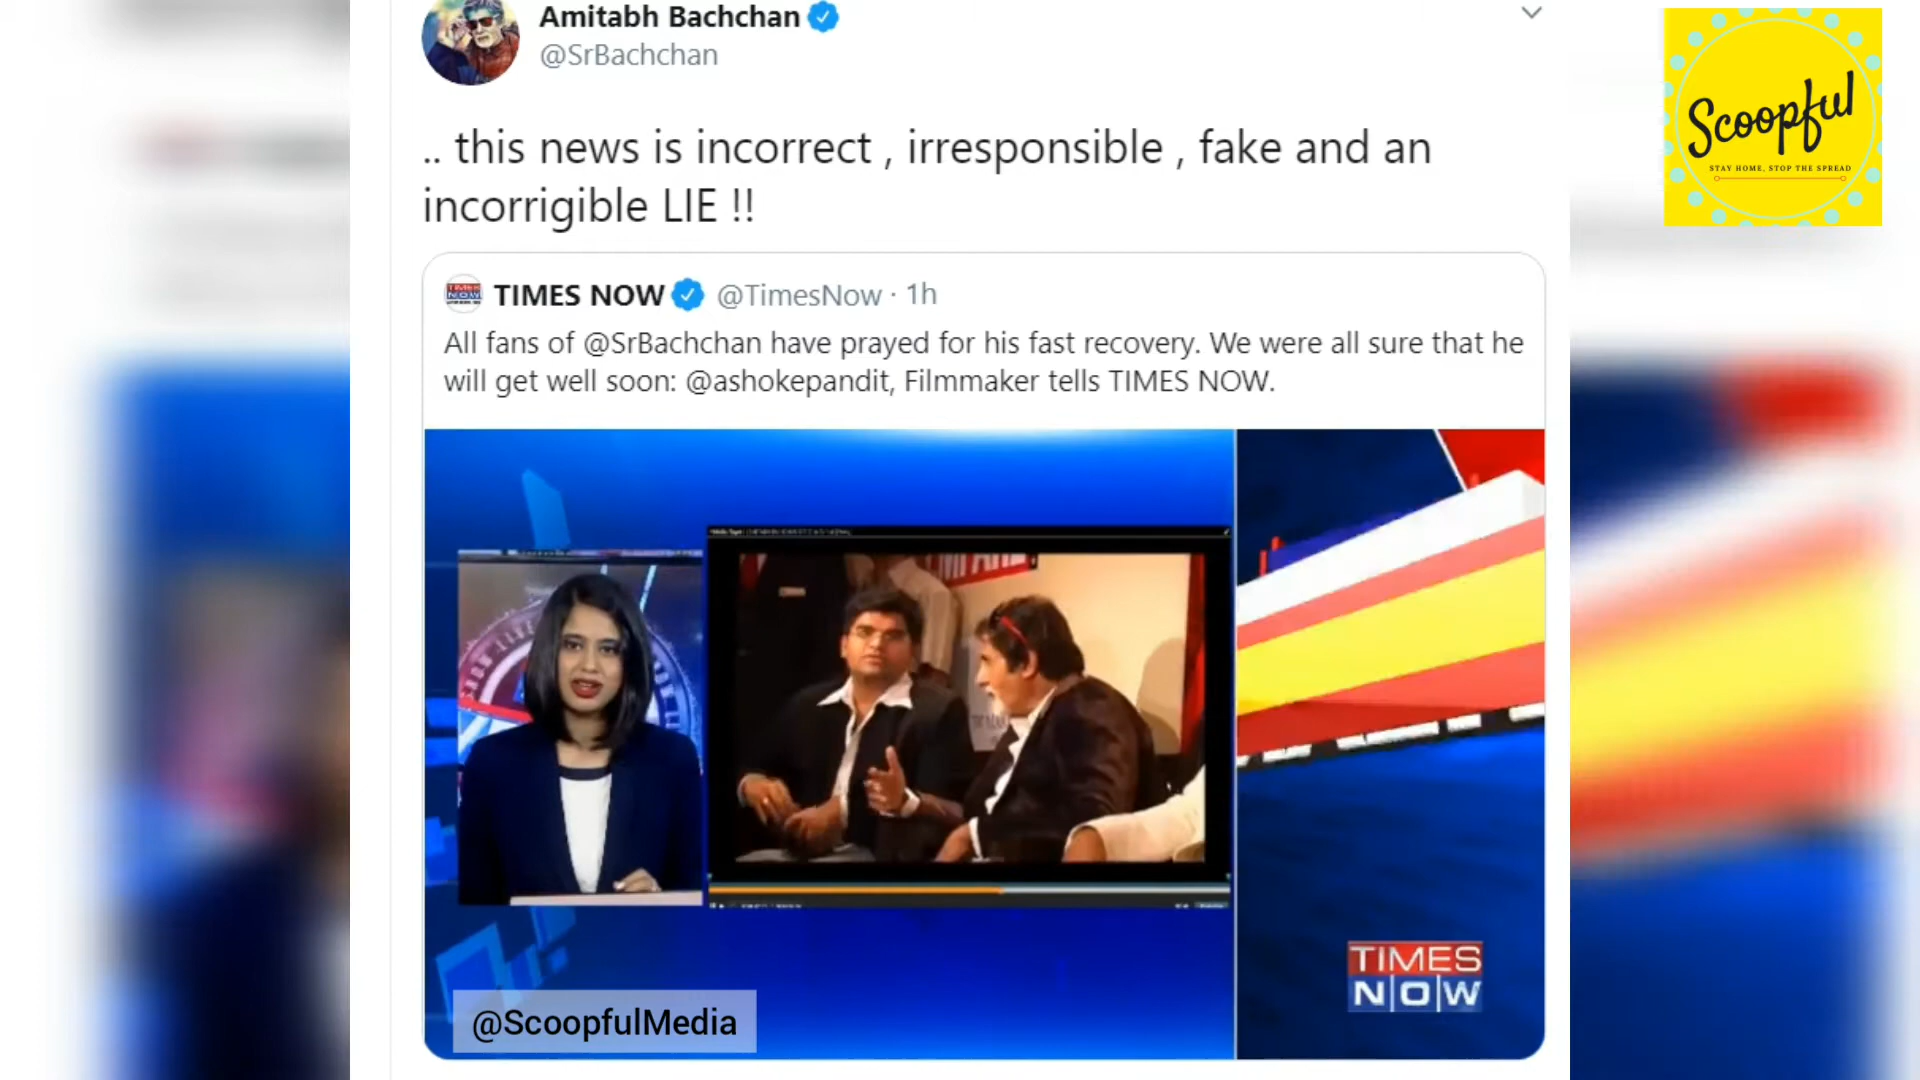 Amitabh Bachchan
@SrBachchan
.. this news is incorrect , irresponsible , fake and an
incorrigible LIE !!
TIMES NOW @TimesNow · 1h
All fans of @SrBachchan have prayed for his fast recovery. We were all sure that he
will get well soon: @ashokepandit, Filmmaker tells TIMES NOW.
Scoopful
STAY HOME, STOP THE SPREAD
TIMES
NOW
@ScoopfulMedia